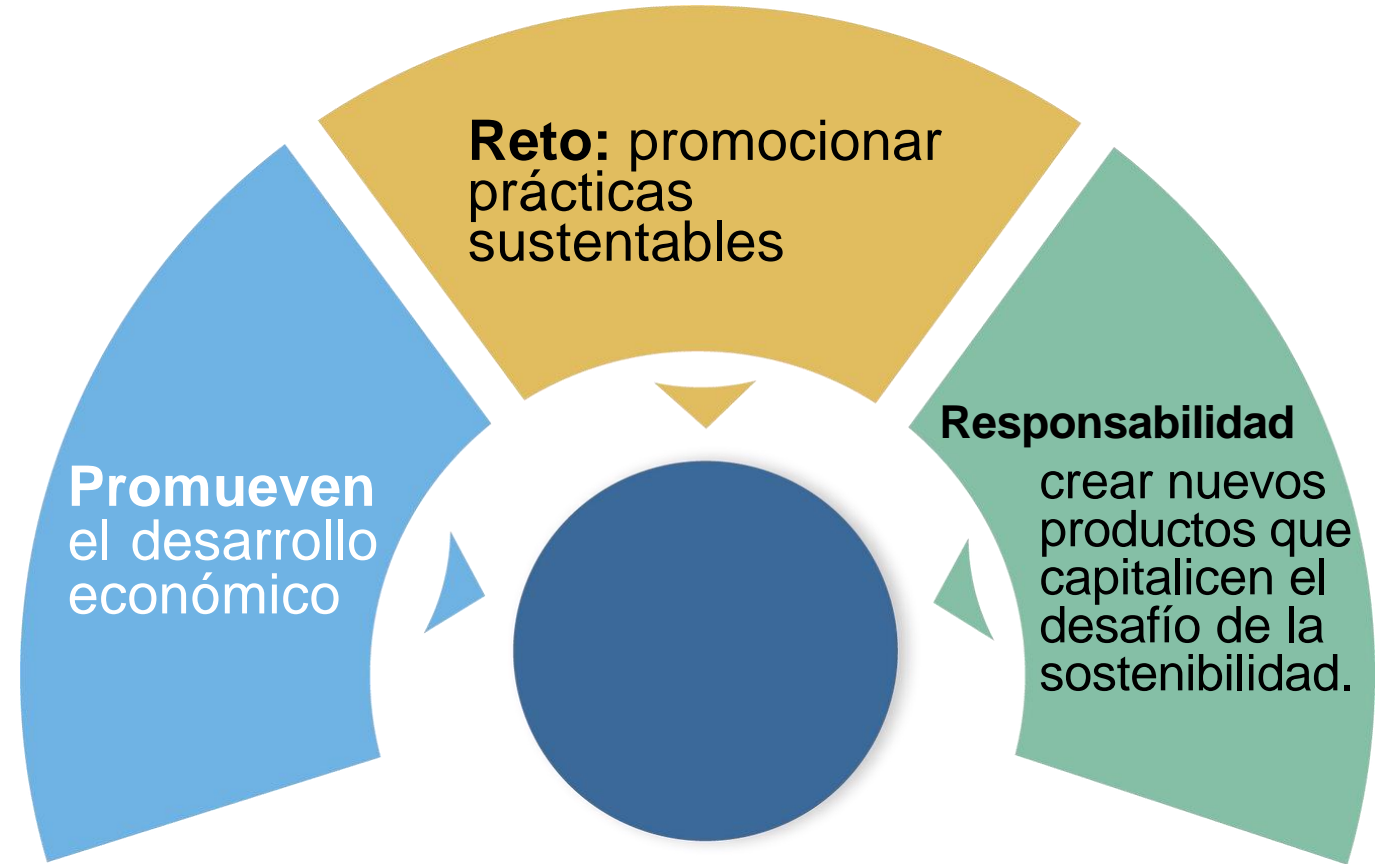 Promueven
el desarrollo
económico
Reto: promocionar
prácticas
sustentables
Responsabilidad
crear nuevos
productos que
capitalicen el
desafío de la
sostenibilidad.